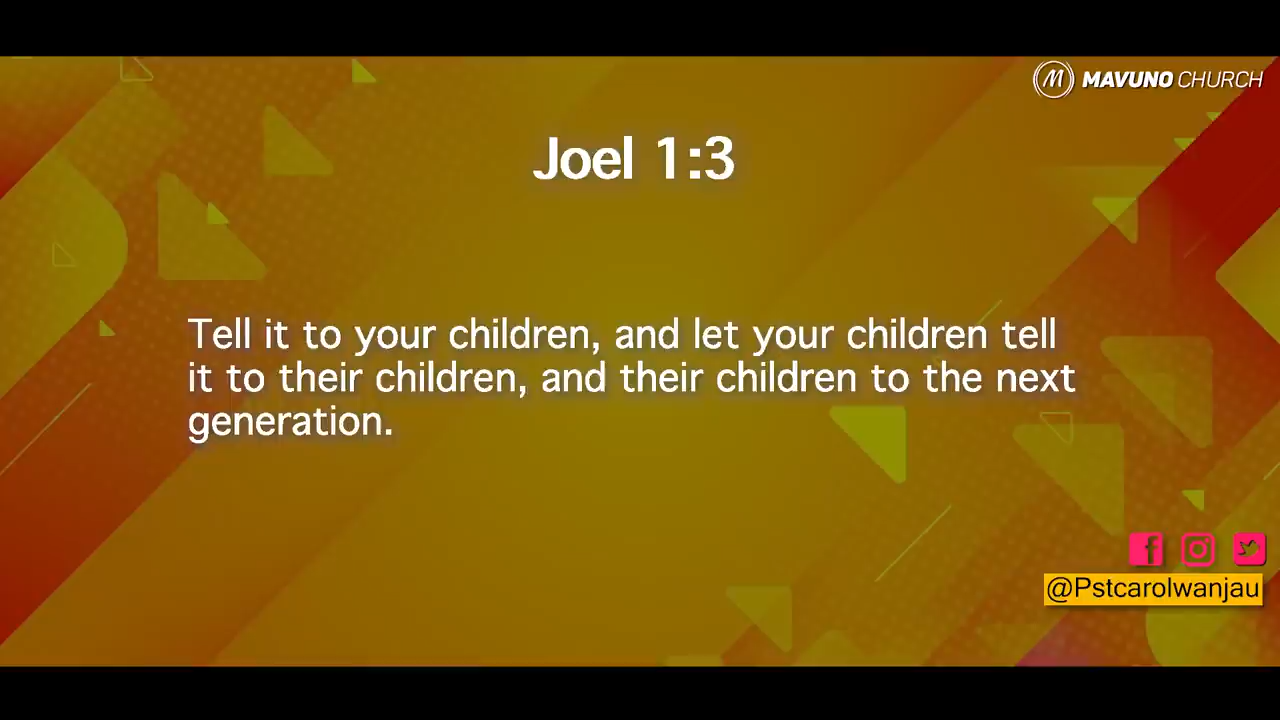 MAVUNO CHURCH
Joel 1:3
Tell it to your children, and let your children tell
it to their children, and their children to the next
generation.
@Pstcarolwanjau